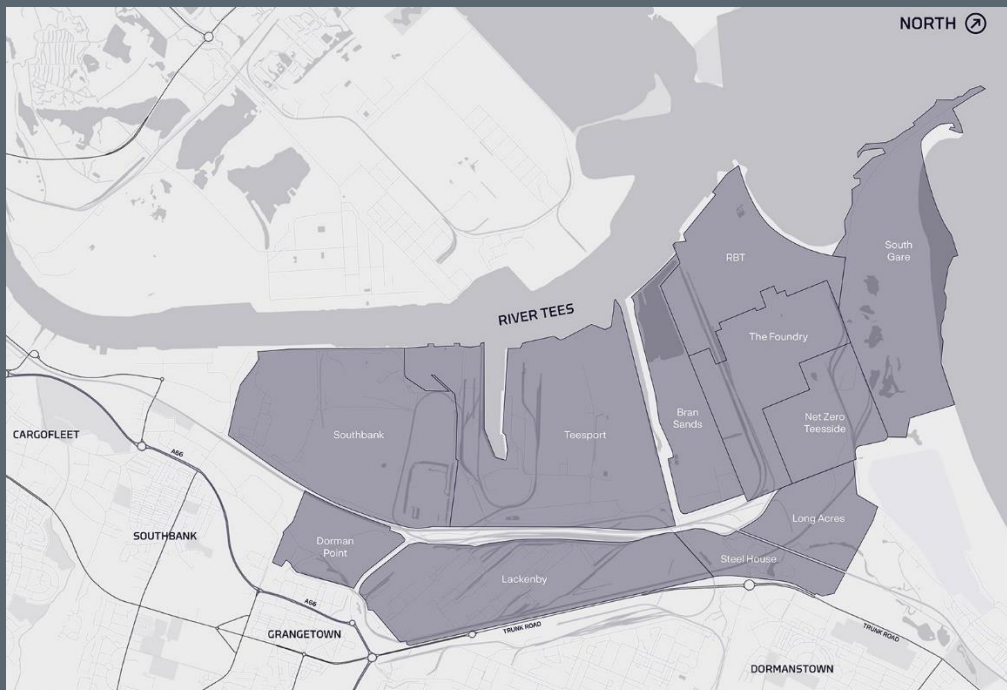 NORTH
South
Gare
RBT
RIVER TEES
The Foundry
Net Zero
Teesside
Bran
Sands
Southbank
Teesport
CARGOFLEET
A66
SOUTHBANK
Long Acres
Dorman
Point
Steel House
Lackenby
A66
GRANGETOWN
TRUNK ROAD
TRUNK ROAD
DORMANSTOWN